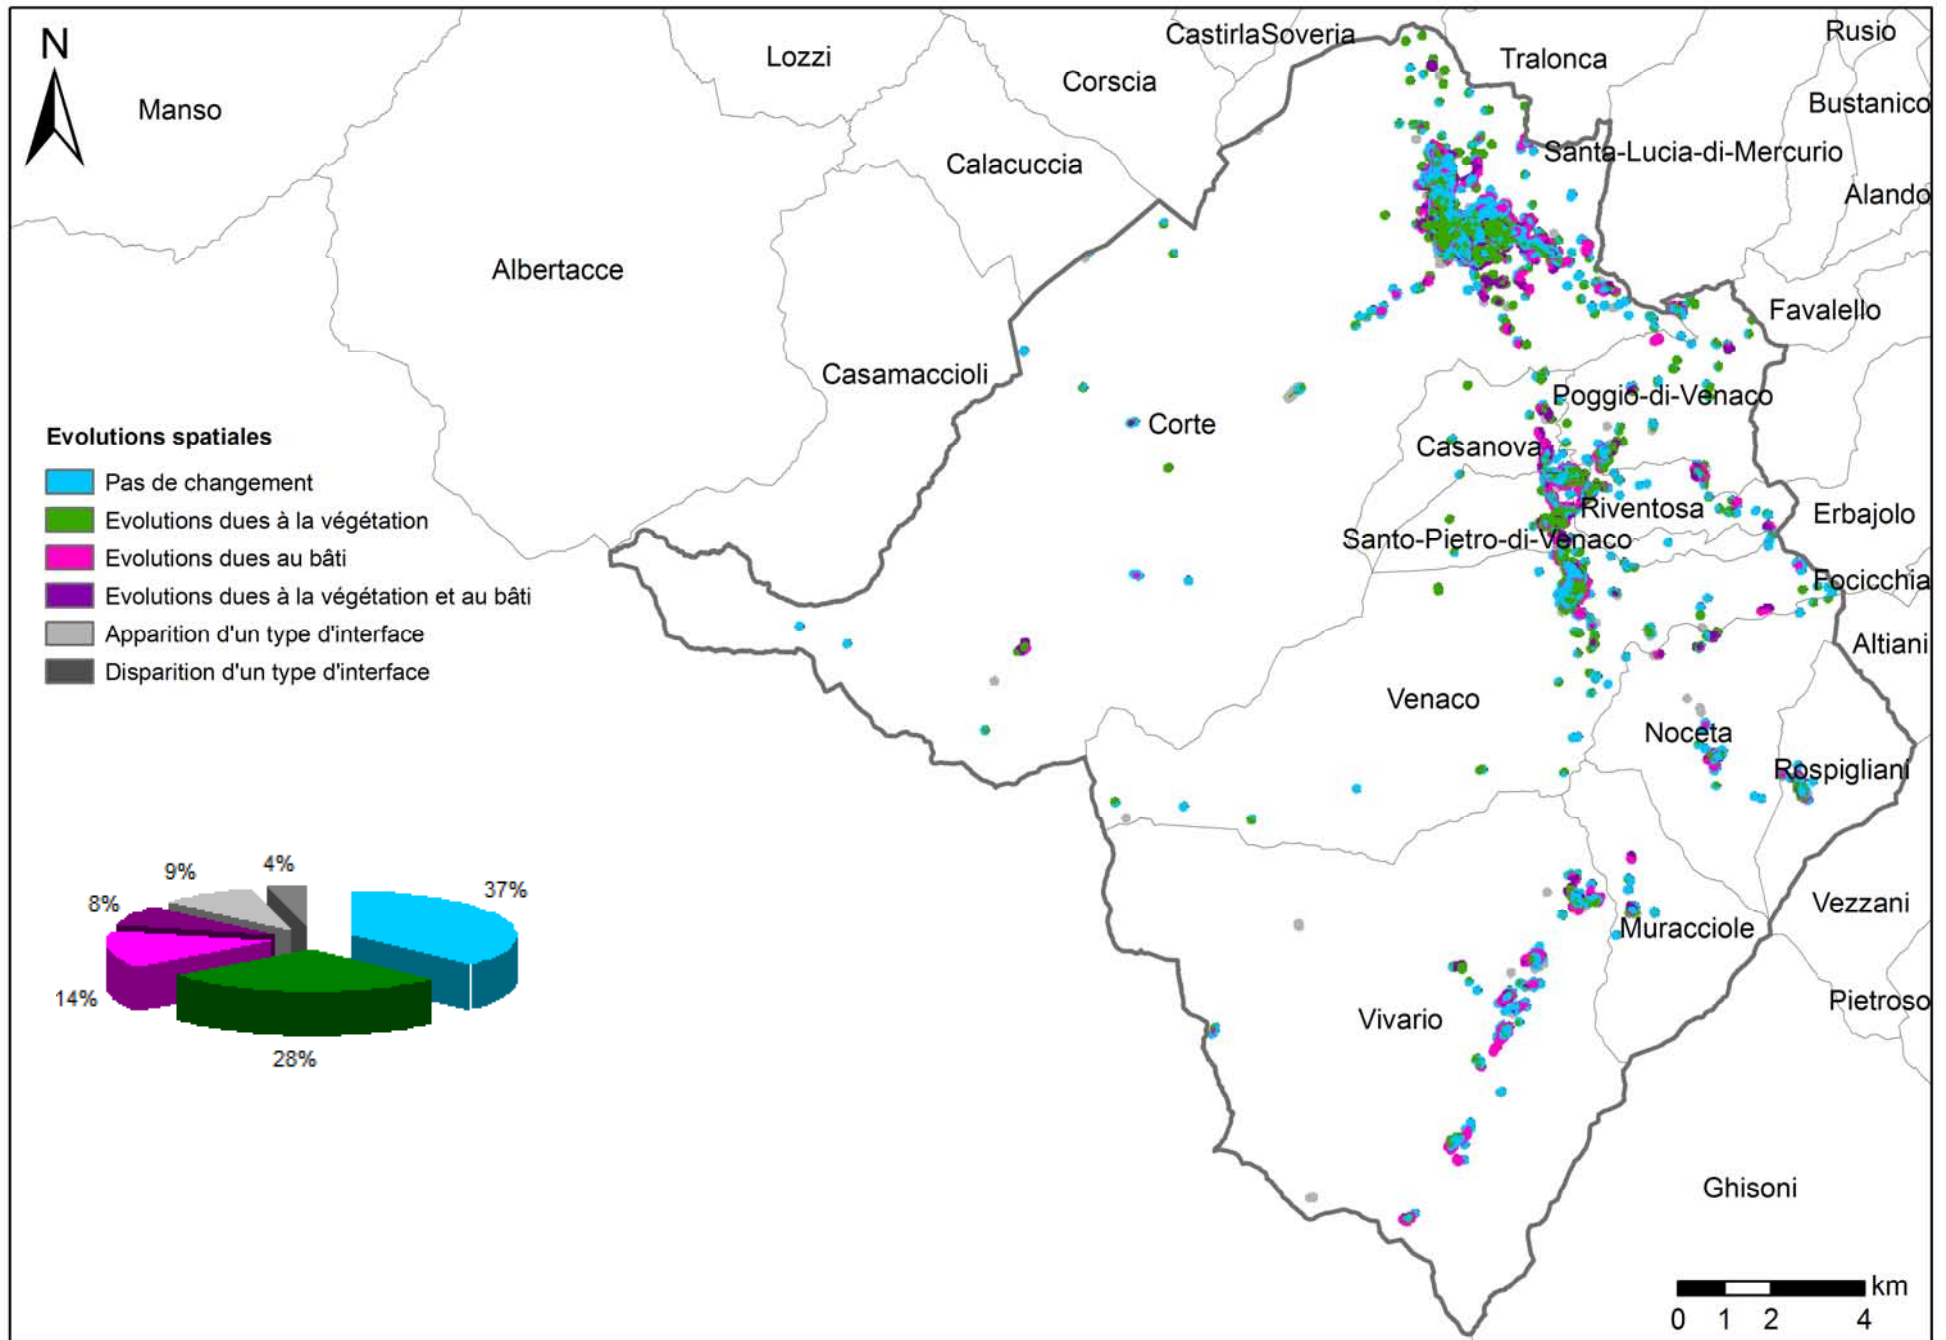 N
Manso
Lozzi
CastirlaSoveria
Corscia
Tralonca
Rusio
Bustanico
Calacuccia
Santa-Lucia-di-Mercurio
Alando
Albertacce
Favalello
Casamaccioli
Corte
Poggio-di-Venaco
Casanova
Riventosa
Erbajolo
Santo-Pietro-di-Venaco
Focicchia
Altiani
Venaco
Noceta
Rospigliani
Vezzani
Muracciole
Pietroso
Vivario
Ghisoni
Evolutions spatiales
Pas de changement
Evolutions dues à la végétation
Evolutions dues au bâti
Evolutions dues à la végétation et au bâti
Apparition d'un type d'interface
Disparition d'un type d'interface
9%
4%
37%
8%
14%
28%
km
0 1 2 4